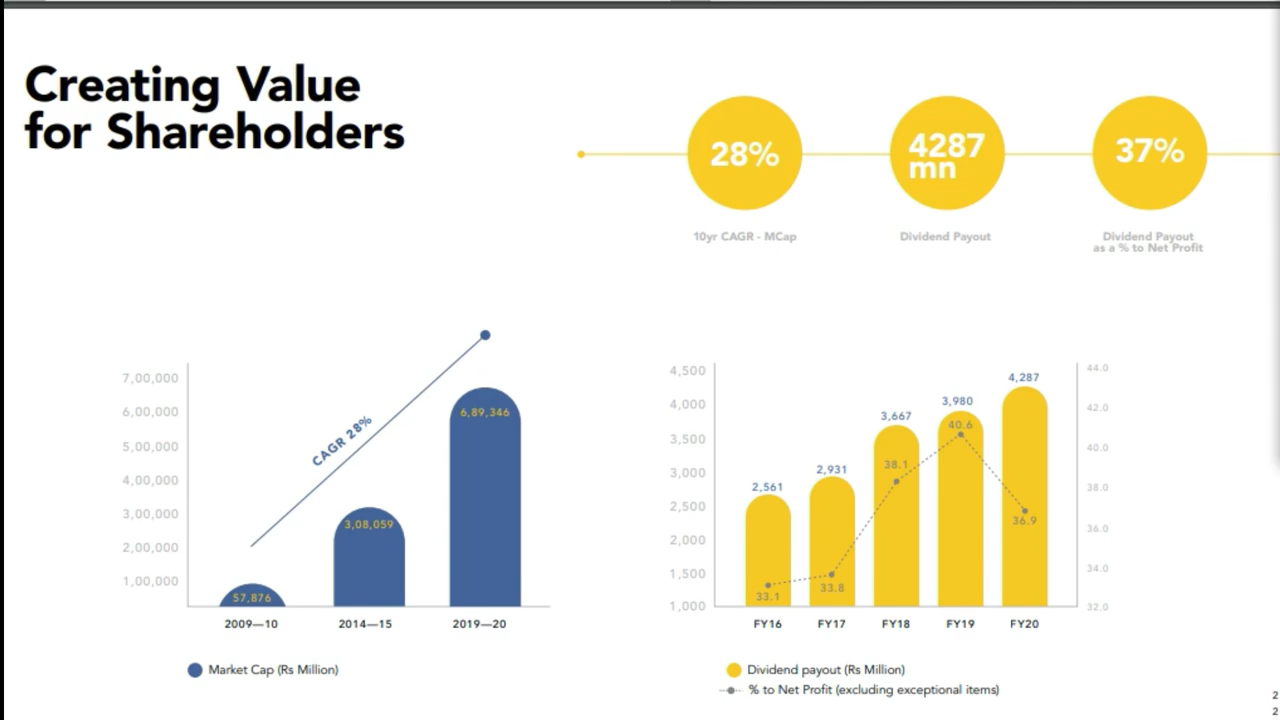 Creating Value
for Shareholders
28%
4287
mn
37%
10yr CAGR - MCap
Dividend Payout
Dividend Payout
as a % to Net Profit
7,00,000
6,00,000
5,00,000
4,00,000
3,00,000
2,00,000
1,00,000
CAGR 28%
57,876
3,08,059
6,89,346
2009—10
2014—15
2019—20
Market Cap (Rs Million)
4,500
4,000
3,500
3,000
2,500
2,000
1,500
1,000
2,561
2,931
3,667
3,980
4,287
33.1
33.8
38.1
40.6
36.9
44.0
42.0
40.0
38.0
36.0
34.0
32.0
FY16
FY17
FY18
FY19
FY20
Dividend payout (Rs Million)
% to Net Profit (excluding exceptional items)
2
2